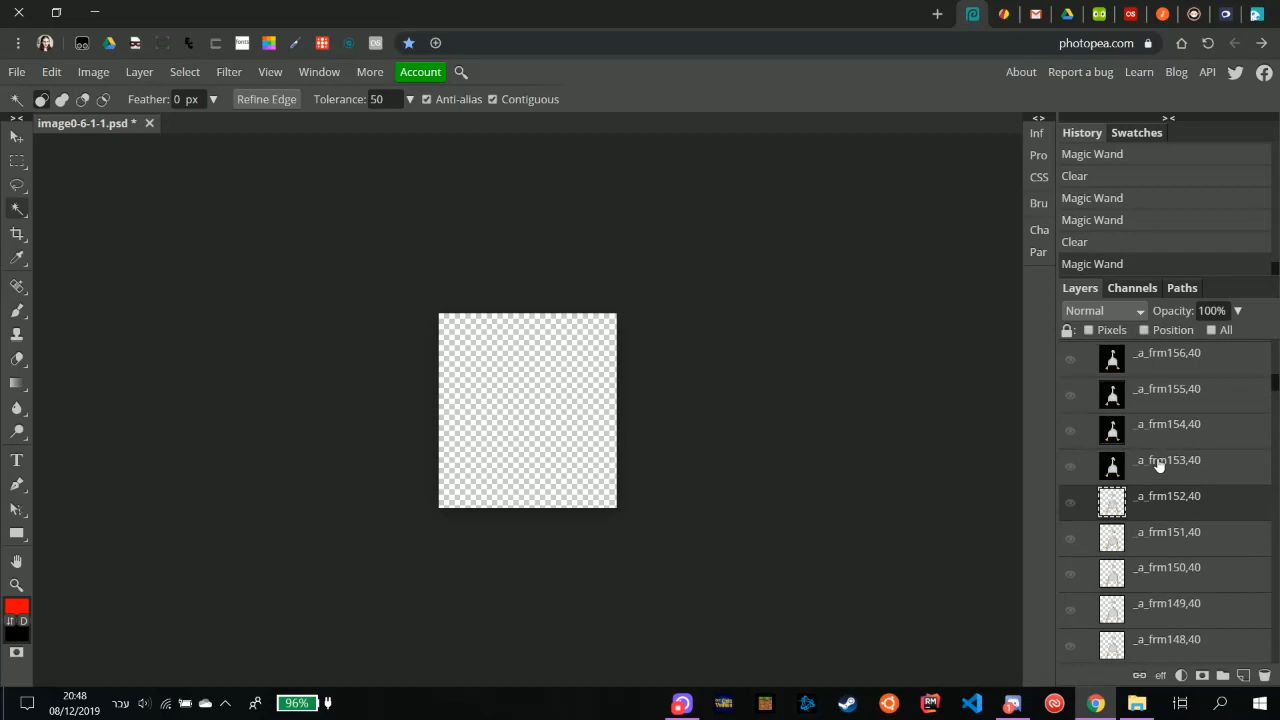 photopea.com
File Edit Image Layer Select Filter View Window More Account
About Report a bug Learn Blog API
Feather: 0 px Refine Edge Tolerance: 50 Anti-alias Contiguous
image0-6-1-1.psd *
Inf
Pro
CSS
Bru
Cha
Par
History Swatches
Magic Wand
Clear
Magic Wand
Magic Wand
Clear
Magic Wand
Layers Channels Paths
Normal Opacity: 100%
Pixels Position All
_a_frm156,40
_a_frm155,40
_a_frm154,40
_a_frm153,40
_a_frm152,40
_a_frm151,40
_a_frm150,40
_a_frm149,40
_a_frm148,40
eff
D
20:48
08/12/2019
עבר
96%